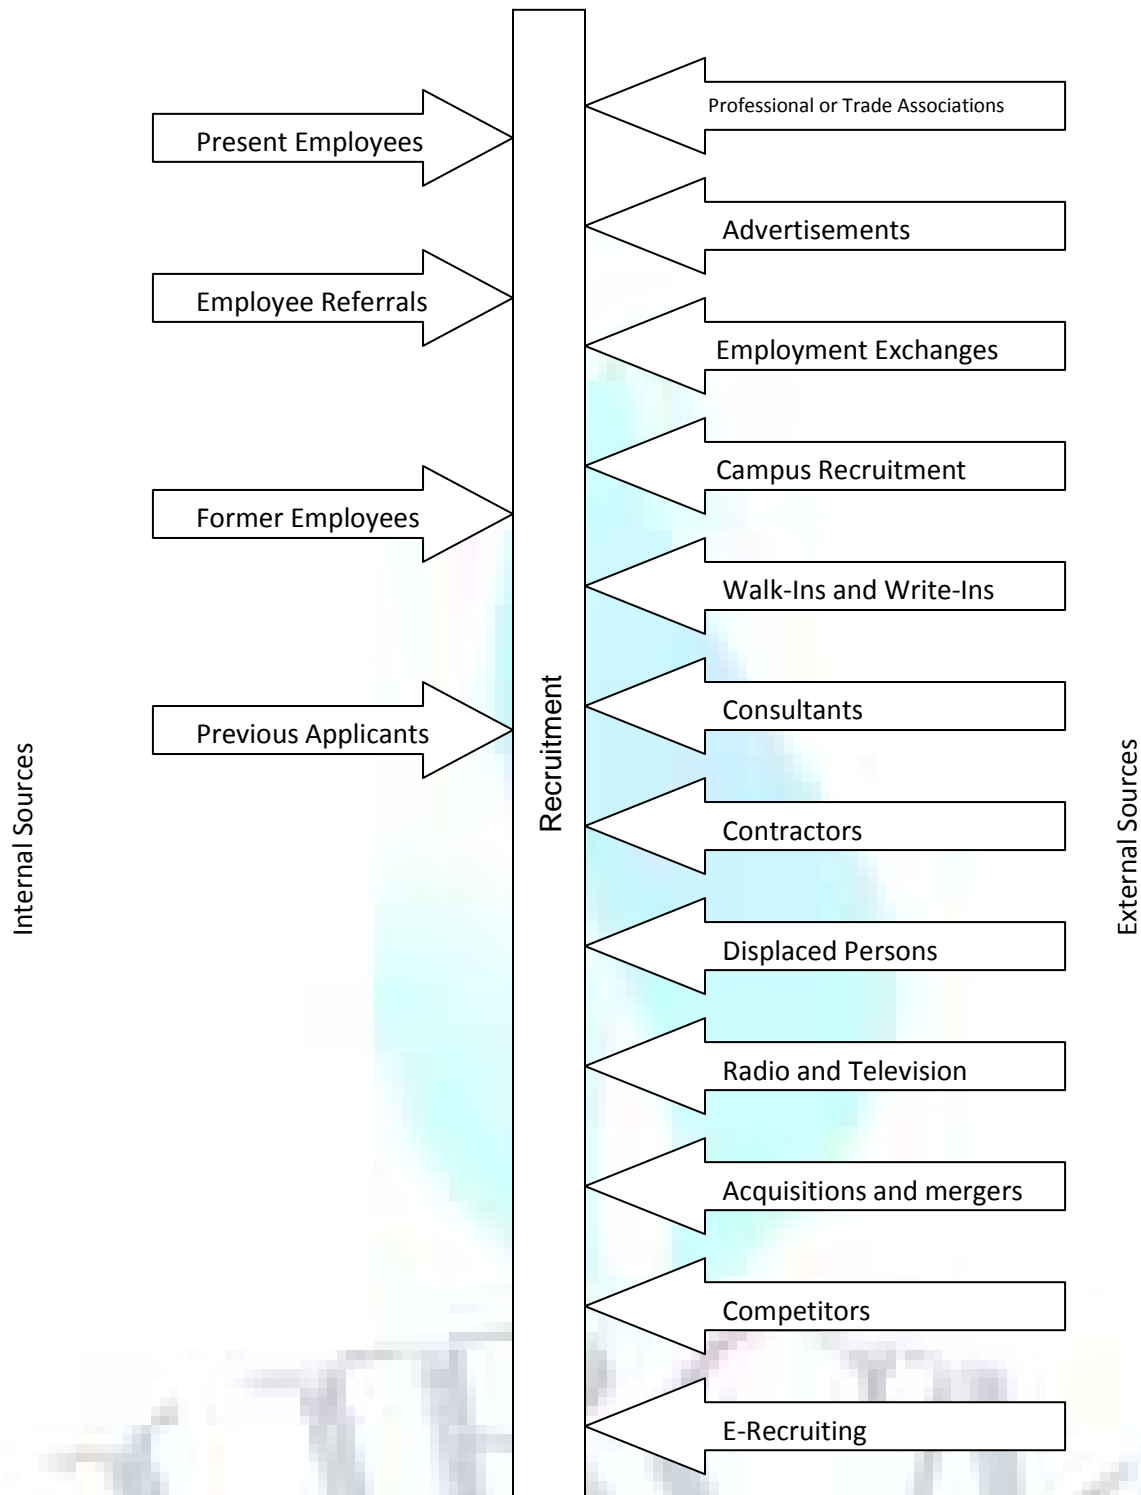 Internal Sources
Present Employees
Employee Referrals
Former Employees
Previous Applicants
Recruitment
Professional or Trade Associations
Advertisements
Employment Exchanges
Campus Recruitment
Walk-Ins and Write-Ins
Consultants
Contractors
Displaced Persons
Radio and Television
Acquisitions and mergers
Competitors
E-Recruiting
External Sources